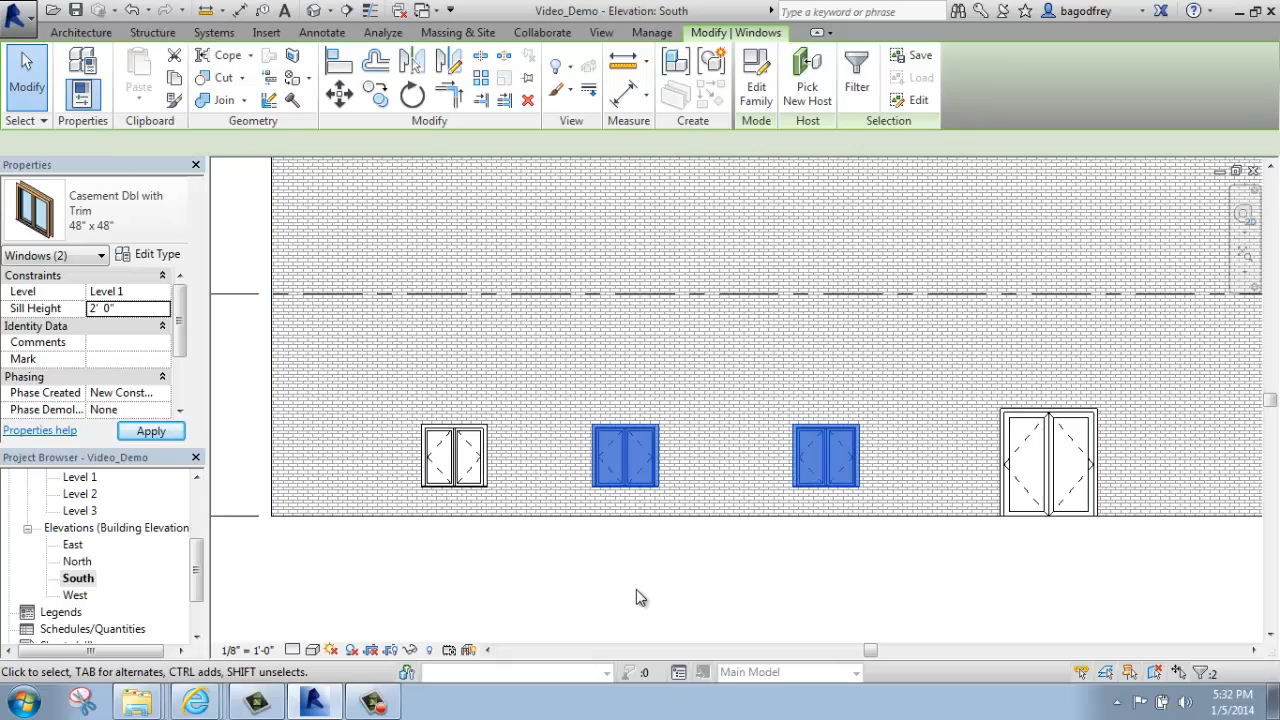 Video_Demo - Elevation: South
Type a keyword or phrase
bagodfrey
Architecture Structure Systems Insert Annotate Analyze Massing & Site Collaborate View Manage Modify | Windows
Modify
Paste
Cope
Cut
Join
Edit Family
Pick New Host
Filter
Save
Load
Edit
Select Properties Clipboard Geometry Modify View Measure Create Mode Host Selection
Properties
Casement Dbl with
Trim
48" x 48"
Windows (2) Edit Type
Constraints
Level Level 1
Sill Height 2' 0"
Identity Data
Comments
Mark
Phasing
Phase Created New Const...
Phase Demol... None
Properties help Apply
Project Browser - Video_Demo
Level 1
Level 2
Level 3
Elevations (Building Elevation
East
North
South
West
Legends
Schedules/Quantities
1/8" = 1'-0"
Click to select, TAB for alternates, CTRL adds, SHIFT unselects.
:0
Main Model
:2
5:32 PM
1/5/2014